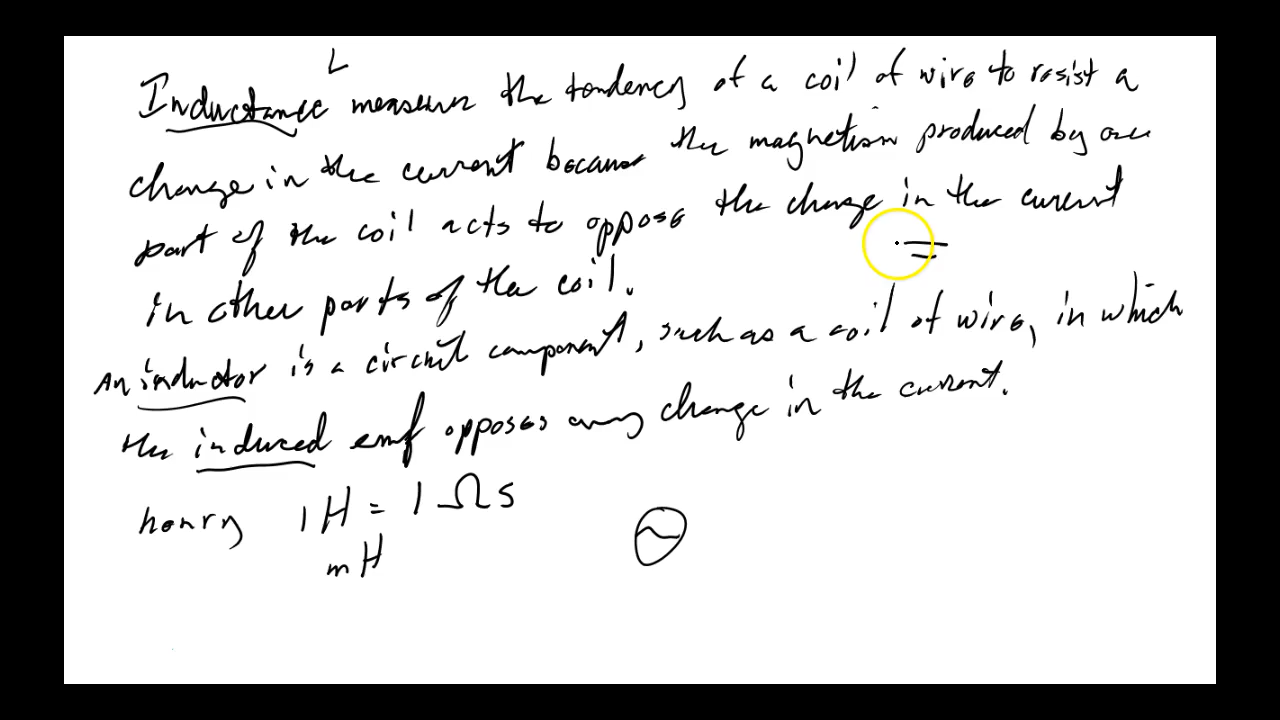 L
Inductance measures the tendency of a coil of wire to resist a
change in the current because the magnetism produced by one
part of the coil acts to oppose the change in the current
in other parts of the coil.
An inductor is a circuit component, such as a coil of wire, in which
the induced emf opposes any change in the current.
henry 1 H = 1 Ω s
mH